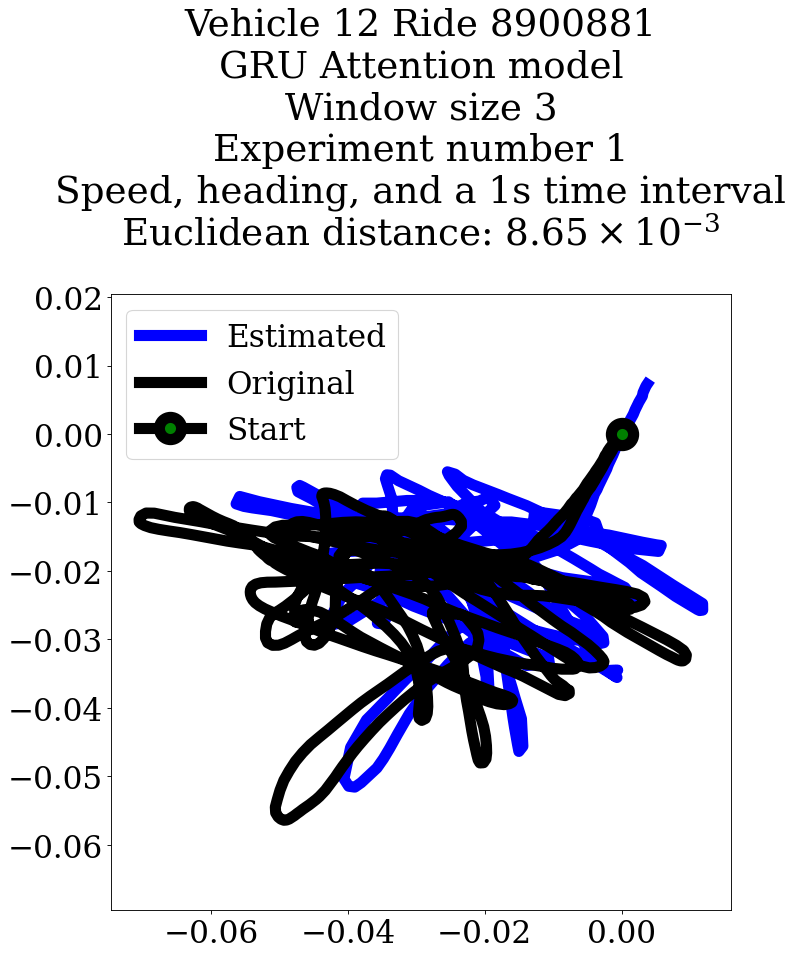 Vehicle 12 Ride 8900881
GRU Attention model
Window size 3
Experiment number 1
Speed, heading, and a 1s time interval
Euclidean distance: 8.65 × 10⁻³
0.02
0.01
0.00
−0.01
−0.02
−0.03
−0.04
−0.05
−0.06
Estimated
Original
Start
−0.06 −0.04 −0.02 0.00